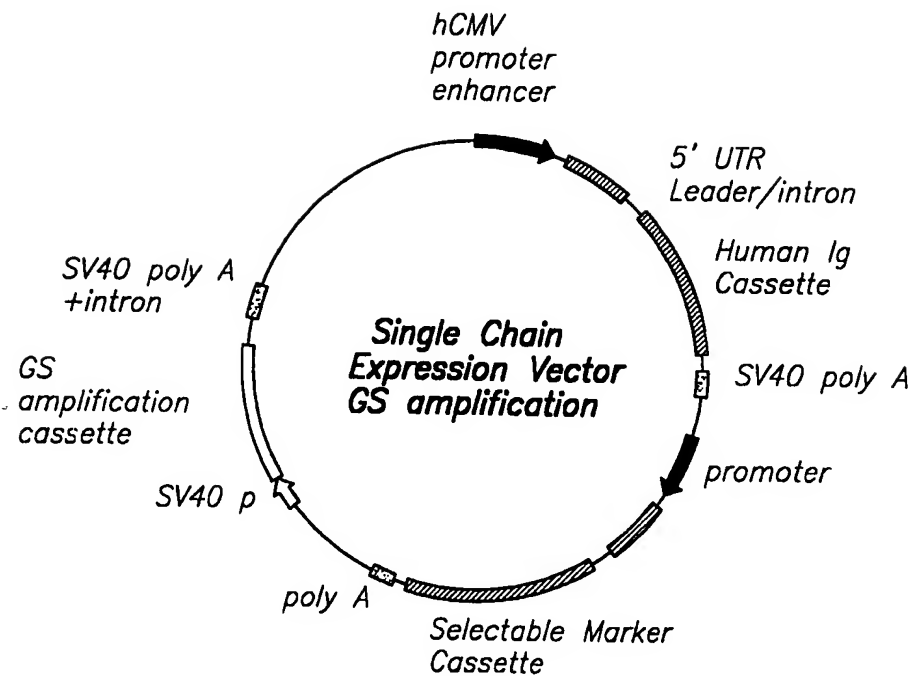 hCMV
promoter
enhancer
5' UTR
Leader/intron
Human Ig
Cassette
SV40 poly A
+intron
Single Chain
Expression Vector
GS amplification
SV40 poly A
GS
amplification
cassette
promoter
SV40 p
poly A
Selectable Marker
Cassette